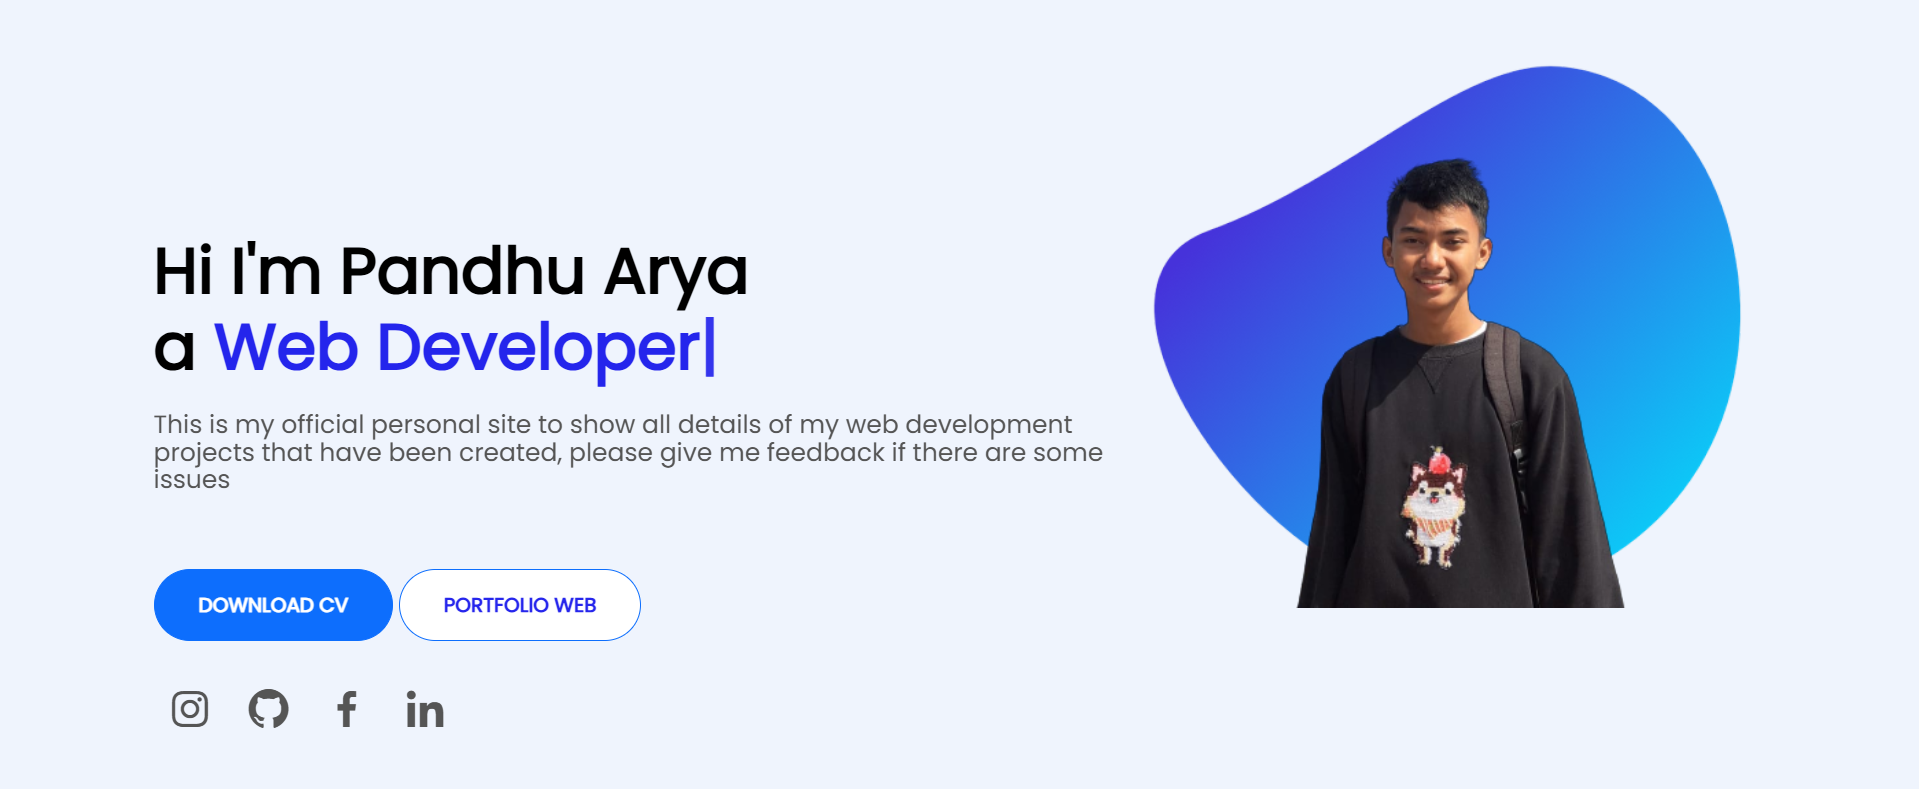 Hi I'm Pandhu Arya
a Web Developer|
This is my official personal site to show all details of my web development
projects that have been created, please give me feedback if there are some
issues
DOWNLOAD CV
PORTFOLIO WEB